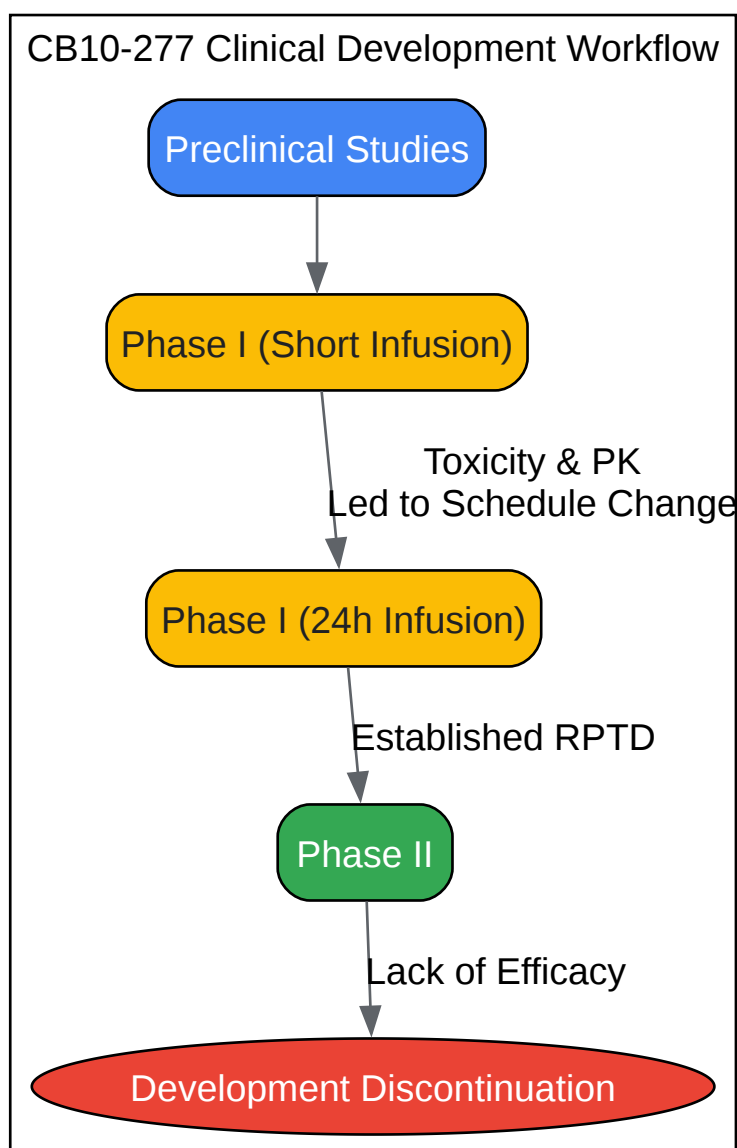 CB10-277 Clinical Development Workflow
Preclinical Studies
Phase I (Short Infusion)
Toxicity & PK
Led to Schedule Change
Phase I (24h Infusion)
Established RPTD
Phase II
Lack of Efficacy
Development Discontinuation